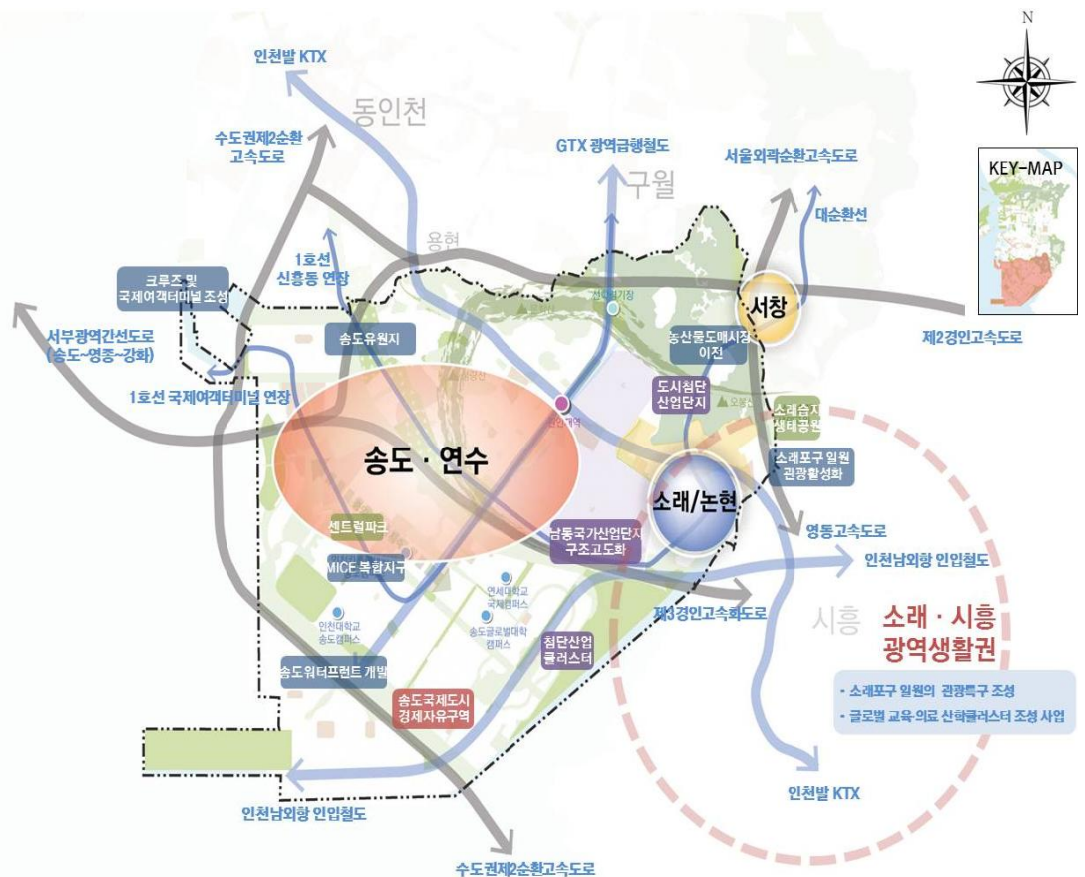 N
인천발 KTX
동인천
수도권제2순환
고속도로
GTX 광역급행철도
구월
서울외곽순환고속도로
KEY-MAP
대순환선
용현
1호선
신흥동 연장
크루즈 및
국제여객터미널 조성
서창
서부광역간선도로
(송도~영종~강화)
송도유원지
농산물도매시장
이전
제2경인고속도로
1호선 국제여객터미널 연장
도시첨단
산업단지
원인재역
소래습지
생태공원
송도 · 연수
소래포구 일원
관광활성화
소래/논현
센트럴파크
남동국가산업단지
구조고도화
영동고속도로
MICE 복합지구
인천남외항 인입철도
연세대학교
국제캠퍼스
제3경인고속화도로
인천대학교
송도캠퍼스
송도글로벌대학
캠퍼스
시흥
소래 · 시흥
광역생활권
첨단산업
클러스터
송도워터프런트 개발
- 소래포구 일원의 관광특구 조성
- 글로벌 교육·의료 산학클러스터 조성 사업
송도국제도시
경제자유구역
인천발 KTX
인천남외항 인입철도
수도권제2순환고속도로